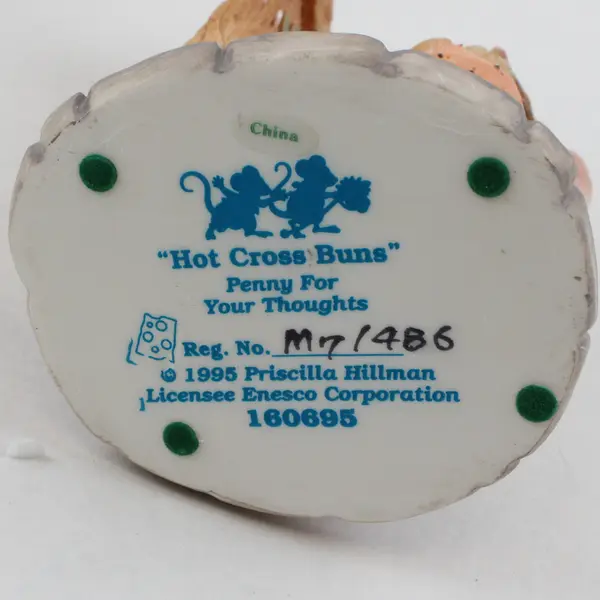 China
"Hot Cross Buns"
Penny For
Your Thoughts
Reg. No. M7/486
© 1995 Priscilla Hillman
Licensee Enesco Corporation
160695